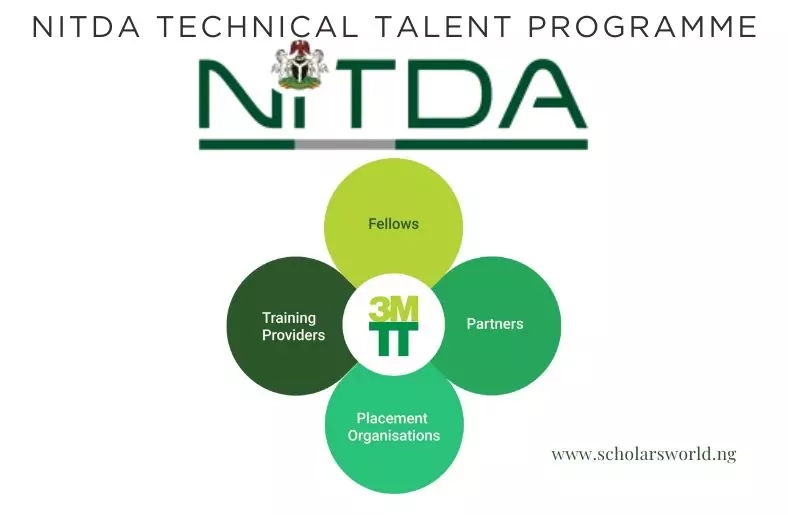 NITDA TECHNICAL TALENT PROGRAMME
NiTDA
Fellows
Training
Providers
3M
TT
Partners
Placement
Organisations
www.scholarsworld.ng